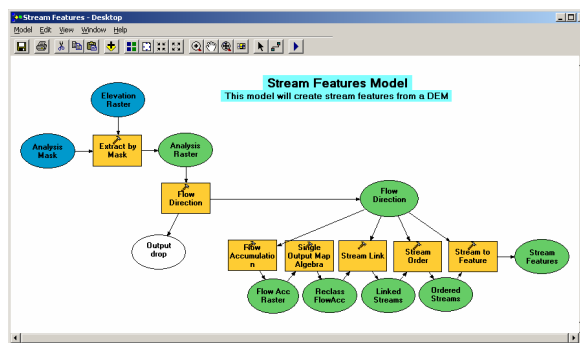 Stream Features - Desktop
Model Edit View Window Help
Stream Features Model
This model will create stream features from a DEM
Elevation
Raster
Analysis
Mask
Extract by
Mask
Analysis
Raster
Flow
Direction
Flow
Direction
Output
drop
Flow
Accumulatio
n
Single
Output Map
Algebra
Stream Link
Stream
Order
Stream to
Feature
Stream
Features
Flow Acc
Raster
Reclass
FlowAcc
Linked
Streams
Ordered
Streams